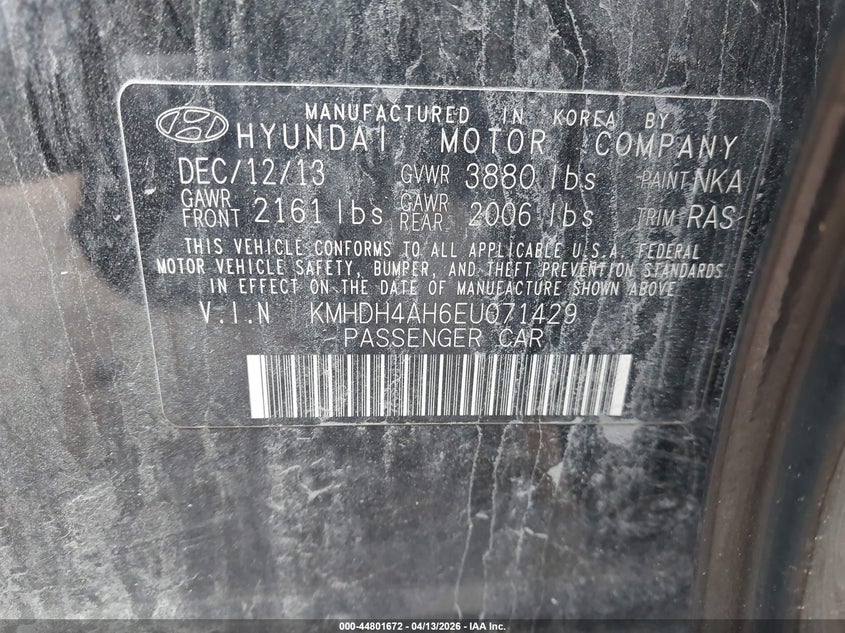 MANUFACTURED IN KOREA BY
HYUNDAI MOTOR COMPANY
DEC/12/13 GVWR 3880 lbs PAINT NKA
GAWR FRONT 2161 lbs GAWR REAR 2006 lbs TRIM RAS
THIS VEHICLE CONFORMS TO ALL APPLICABLE U.S.A. FEDERAL
MOTOR VEHICLE SAFETY, BUMPER, AND THEFT PREVENTION STANDARDS
IN EFFECT ON THE DATE OF MANUFACTURE SHOWN ABOVE
V.I.N KMHDH4AH6EU071429
PASSENGER CAR
000-44801672 - 04/13/2026 - IAA Inc.